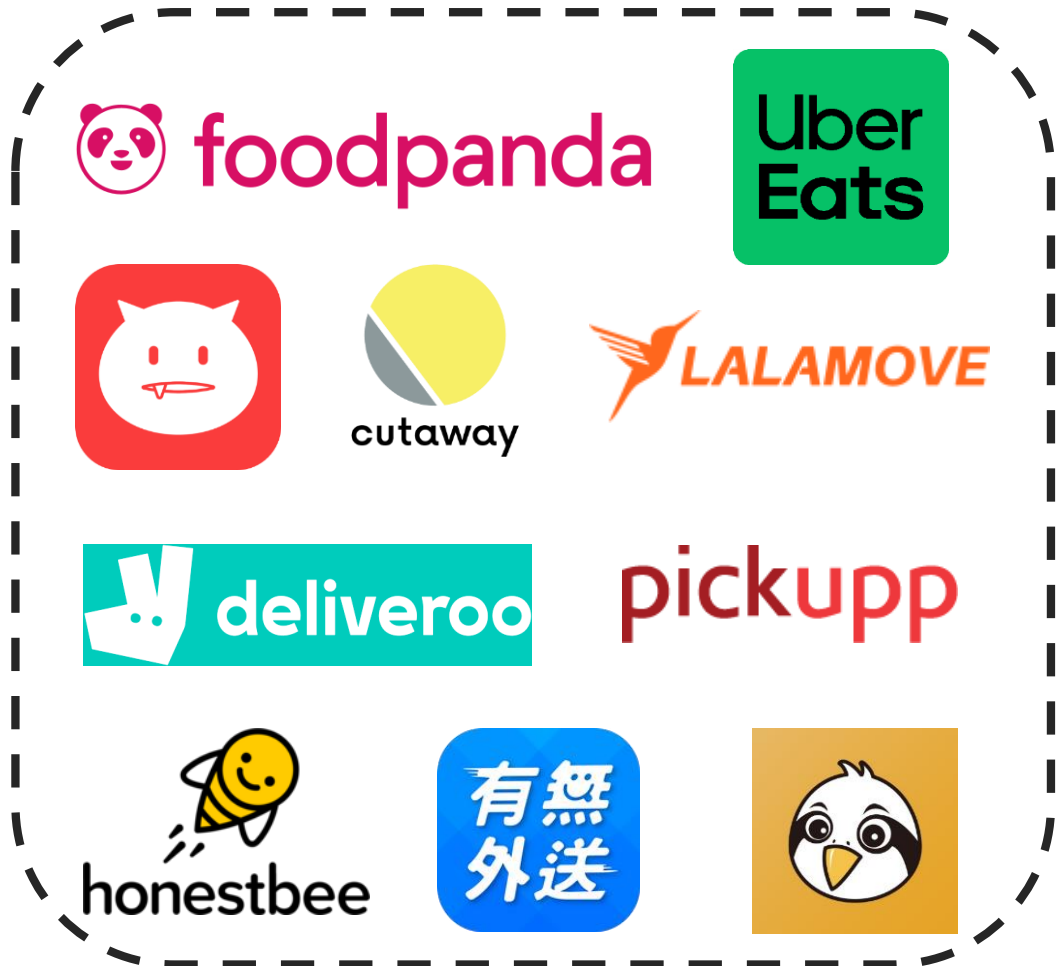 foodpanda
Uber
Eats
cutaway
LALAMOVE
deliveroo
pickupp
honestbee
有無
外送